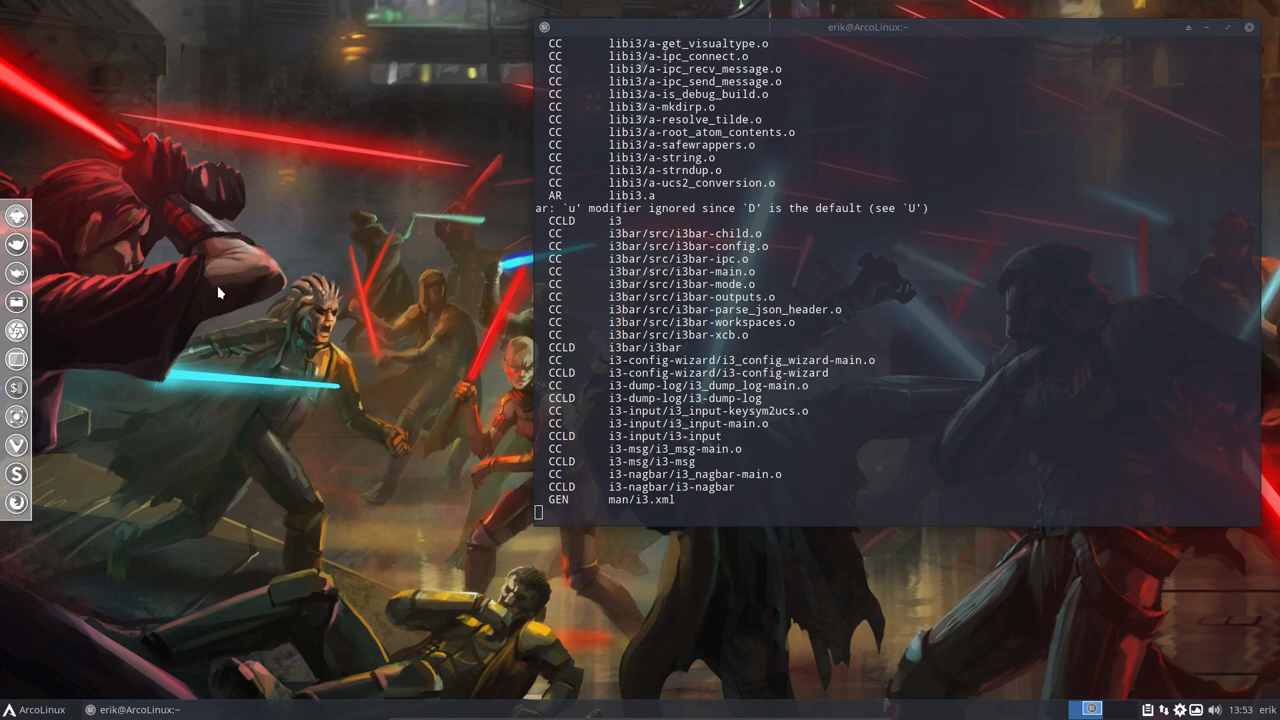 erik@ArcoLinux:~
CC libi3/a-get_visualtype.o
CC libi3/a-ipc_connect.o
CC libi3/a-ipc_recv_message.o
CC libi3/a-ipc_send_message.o
CC libi3/a-is_debug_build.o
CC libi3/a-mkdirp.o
CC libi3/a-resolve_tilde.o
CC libi3/a-root_atom_contents.o
CC libi3/a-safewrappers.o
CC libi3/a-string.o
CC libi3/a-strndup.o
CC libi3/a-ucs2_conversion.o
AR libi3.a
ar: `u' modifier ignored since `D' is the default (see `U')
CCLD i3
CC i3bar/src/i3bar-child.o
CC i3bar/src/i3bar-config.o
CC i3bar/src/i3bar-ipc.o
CC i3bar/src/i3bar-main.o
CC i3bar/src/i3bar-mode.o
CC i3bar/src/i3bar-outputs.o
CC i3bar/src/i3bar-parse_json_header.o
CC i3bar/src/i3bar-workspaces.o
CC i3bar/src/i3bar-xcb.o
CCLD i3bar/i3bar
CC i3-config-wizard/i3_config_wizard-main.o
CCLD i3-config-wizard/i3-config-wizard
CC i3-dump-log/i3_dump_log-main.o
CCLD i3-dump-log/i3-dump-log
CC i3-input/i3_input-keysym2ucs.o
CC i3-input/i3_input-main.o
CCLD i3-input/i3-input
CC i3-msg/i3_msg-main.o
CCLD i3-msg/i3-msg
CC i3-nagbar/i3_nagbar-main.o
CCLD i3-nagbar/i3-nagbar
GEN man/i3.xml
ArcoLinux
erik@ArcoLinux:~
13:53
erik